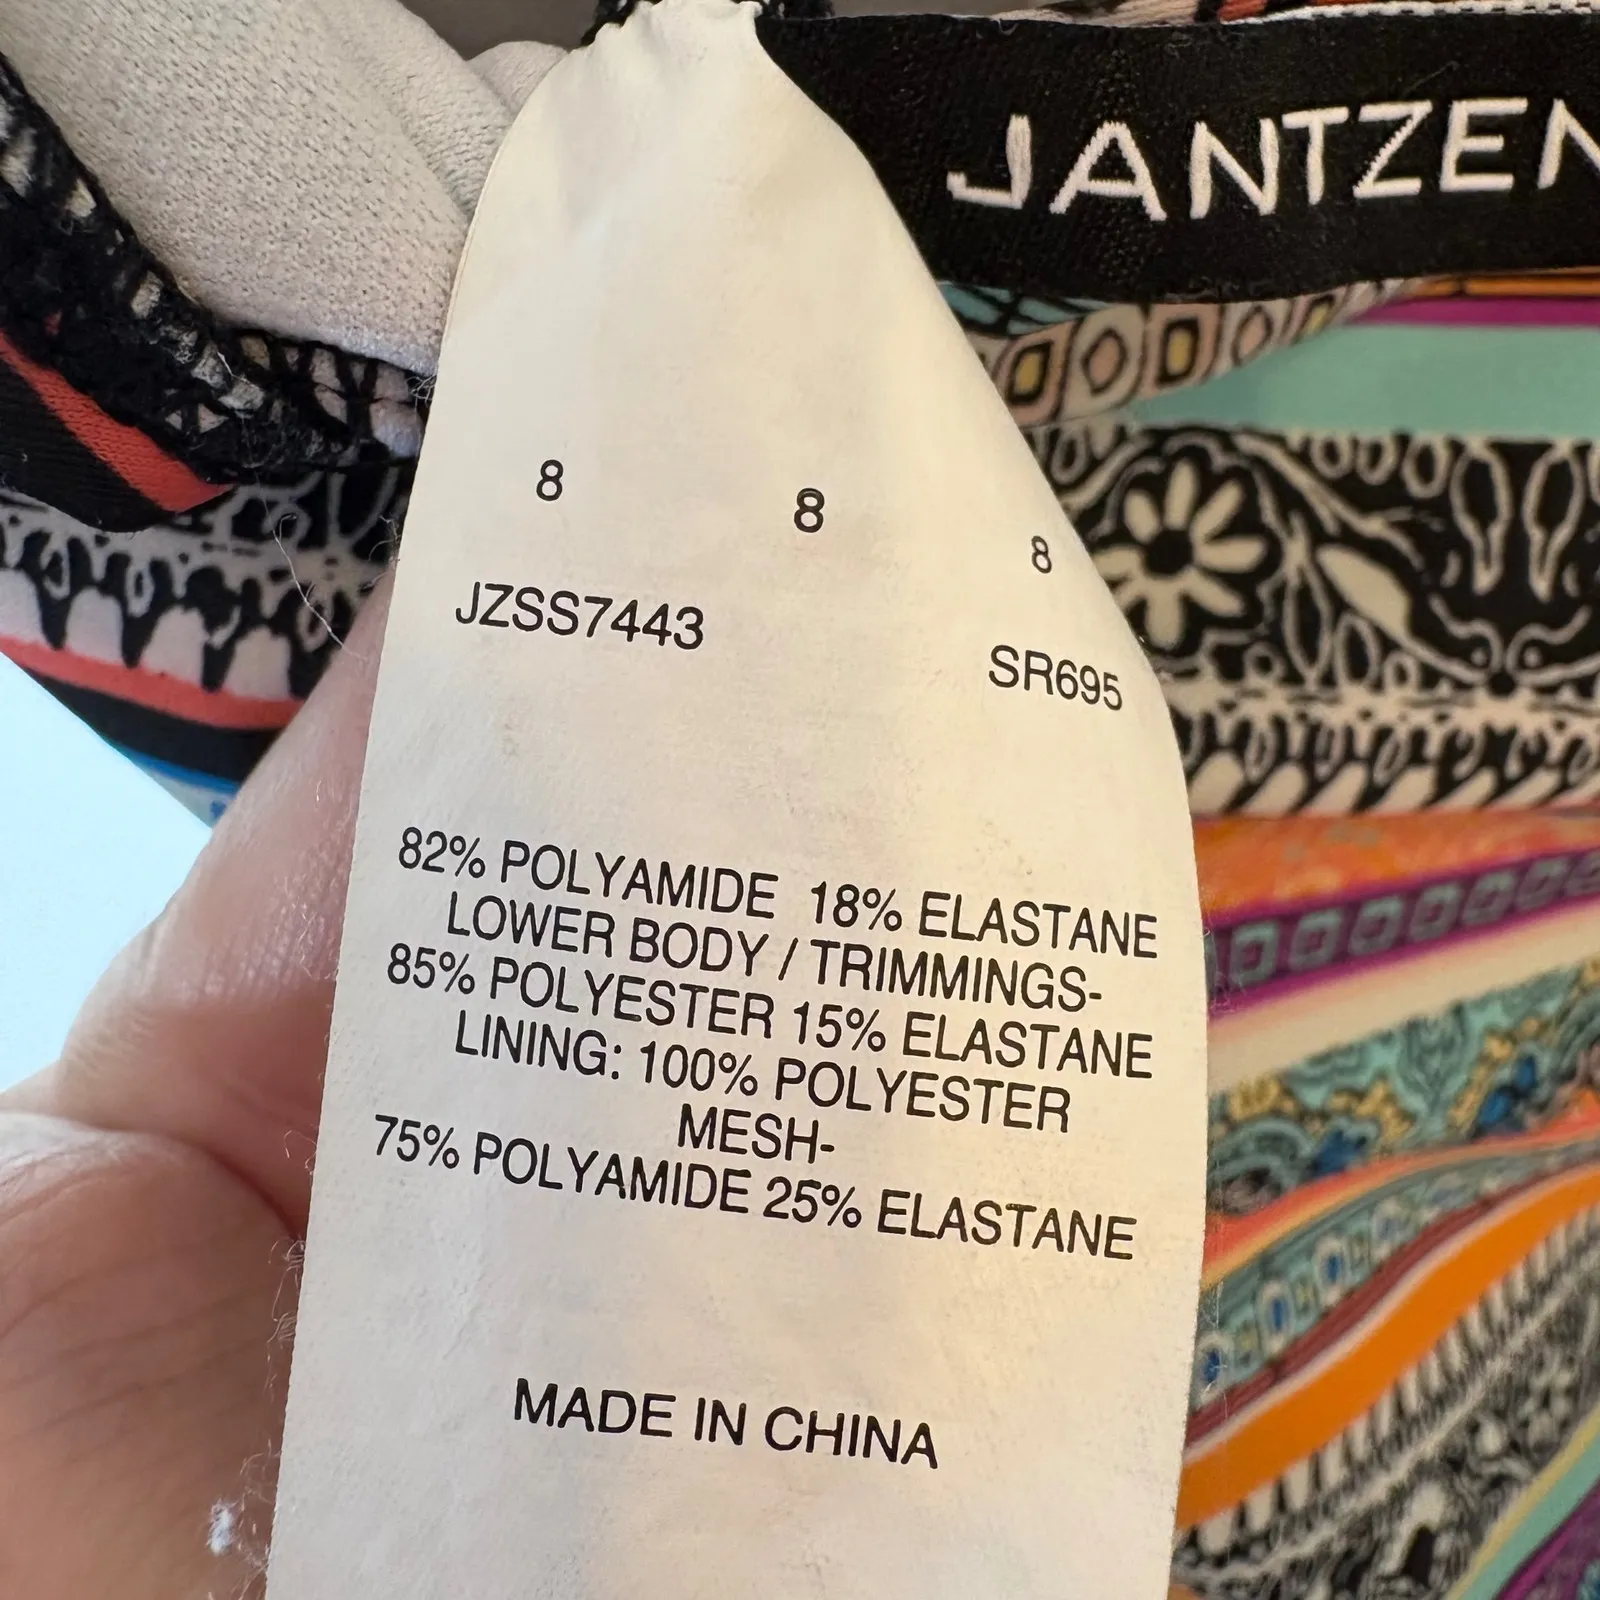 JANTZEN
8 8 8
JZSS7443 SR695
82% POLYAMIDE 18% ELASTANE
LOWER BODY / TRIMMINGS-
85% POLYESTER 15% ELASTANE
LINING: 100% POLYESTER
MESH-
75% POLYAMIDE 25% ELASTANE
MADE IN CHINA